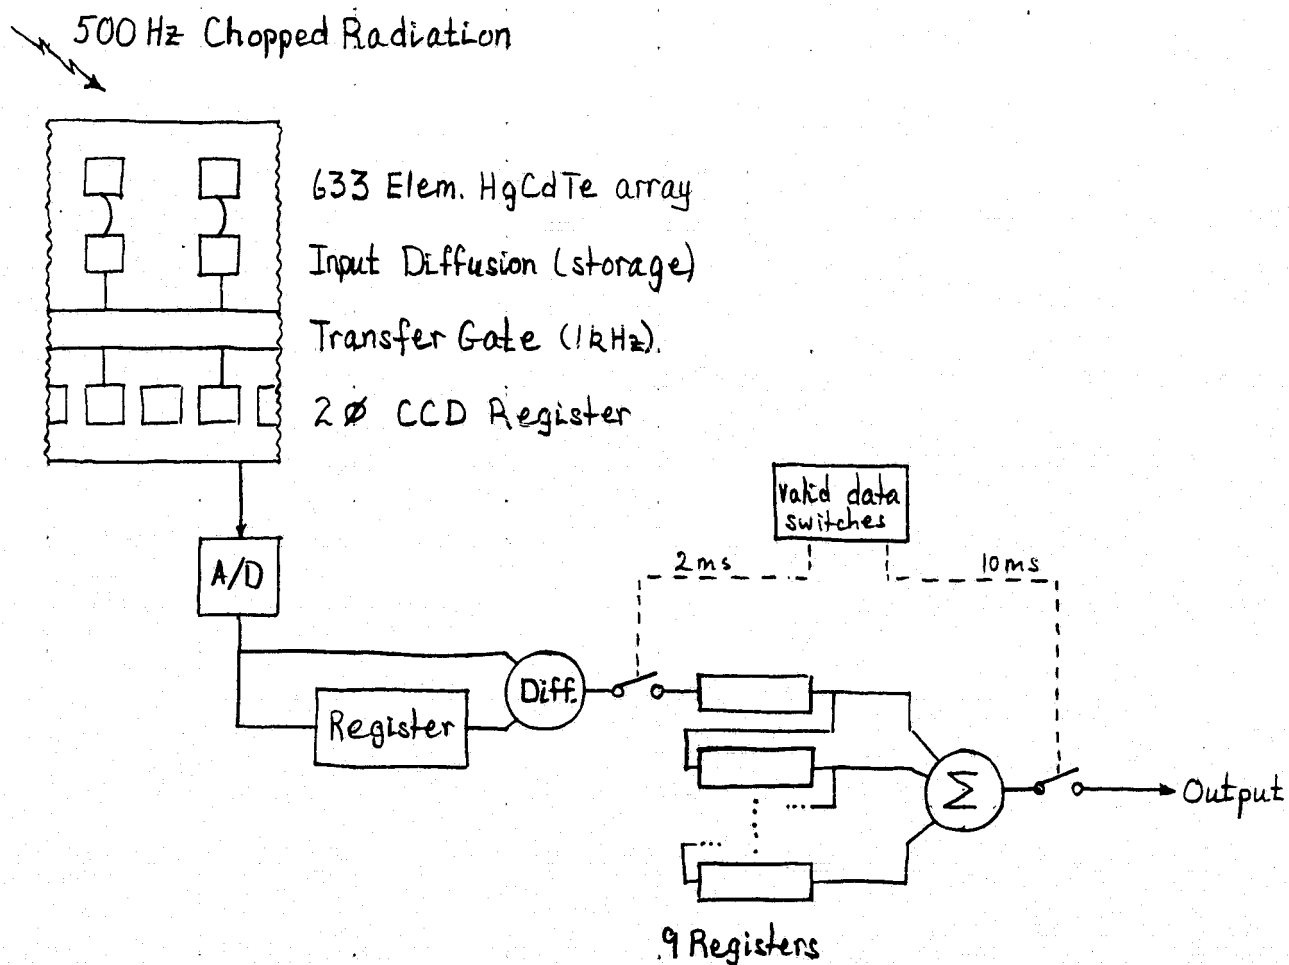 500 Hz Chopped Radiation
633 Elem. HgCdTe array
Input Diffusion (storage)
Transfer Gate (1kHz).
2ø CCD Register
valid data
switches
2ms
10ms
A/D
Diff.
Register
Σ
Output
9 Registers